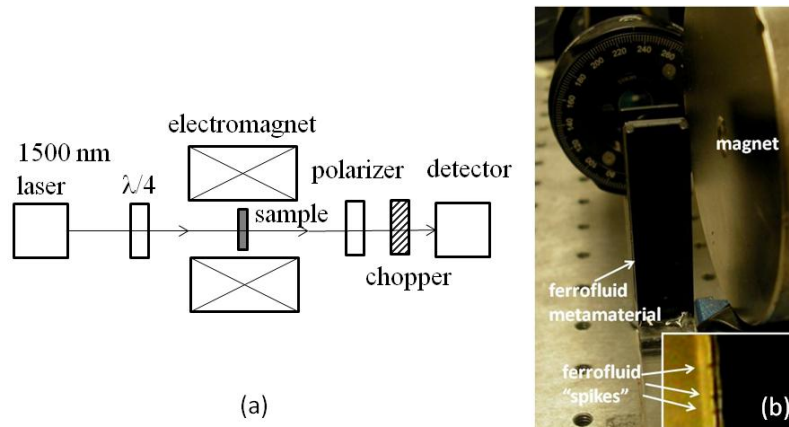 electromagnet
1500 nm
laser
λ/4
sample
polarizer
detector
chopper
(a)
magnet
ferrofluid
metamaterial
ferrofluid
“spikes”
(b)